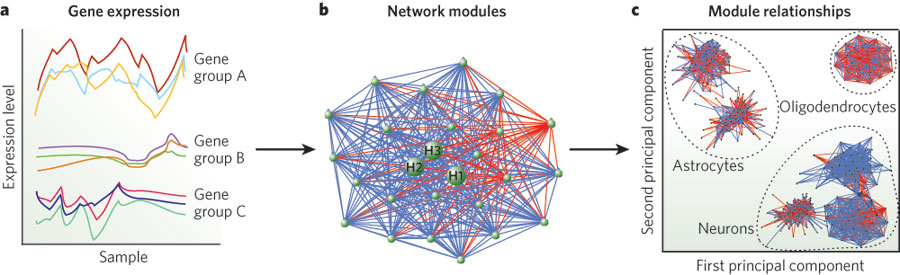 a Gene expression
Expression level
Gene
group A
Gene
group B
Gene
group C
Sample
b Network modules
H3
H2
H1
c Module relationships
Second principal component
Oligodendrocytes
Astrocytes
Neurons
First principal component